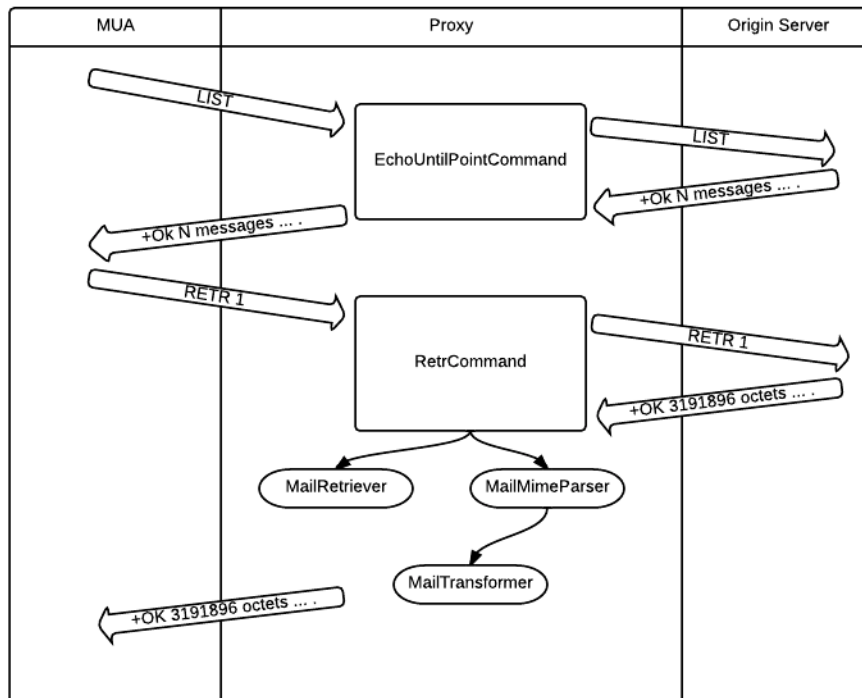 MUA
Proxy
Origin Server
LIST
EchoUntilPointCommand
LIST
+Ok N messages ... .
+Ok N messages ... .
RETR 1
RetrCommand
RETR 1
+OK 3191896 octets ... .
MailRetriever
MailMimeParser
MailTransformer
+OK 3191896 octets ... .